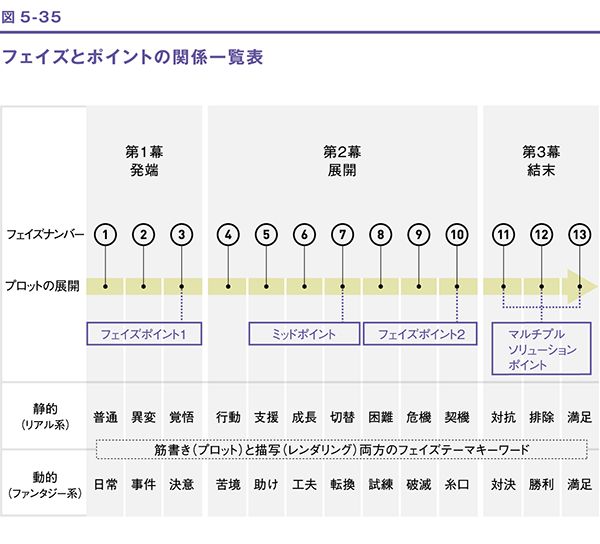 図 5-35
フェイズとポイントの関係一覧表
第1幕 第2幕 第3幕
発端 展開 結末
フェイズナンバー 1 2 3 4 5 6 7 8 9 10 11 12 13
プロットの展開
フェイズポイント1 ミッドポイント フェイズポイント2 マルチプル
ソリューション
ポイント
静的
(リアル系) 普通 異変 覚悟 行動 支援 成長 切替 困難 危機 契機 対抗 排除 満足
筋書き(プロット)と描写(レンダリング)両方のフェイズテーマキーワード
動的
(ファンタジー系) 日常 事件 決意 苦境 助け 工夫 転換 試練 破滅 糸口 対決 勝利 満足